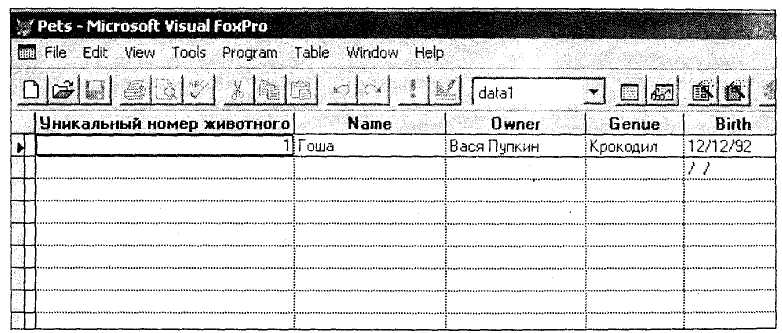 Pets - Microsoft Visual FoxPro
File Edit View Tools Program Table Window Help
data1
Уникальный номер животного Name Owner Genue Birth
1 Гоша Вася Пупкин Крокодил 12/12/92
/ /